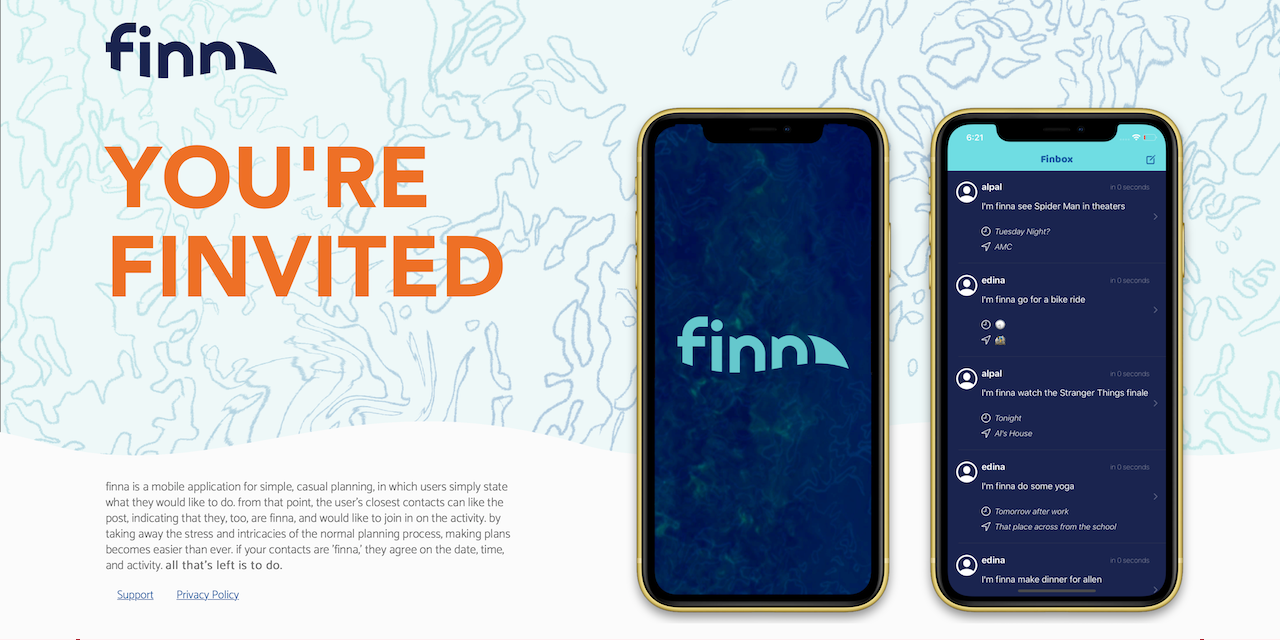 finna
YOU'RE
FINVITED
finna is a mobile application for simple, casual planning, in which users simply state
what they would like to do. from that point, the user's closest contacts can like the
post, indicating that they, too, are finna, and would like to join in on the activity. by
taking away the stress and intricacies of the normal planning process, making plans
becomes easier than ever. if your contacts are 'finna,' they agree on the date, time,
and activity. all that's left is to do.
Support Privacy Policy
finna
6:21
Finbox
alpal in 0 seconds
I'm finna see Spider Man in theaters
Tuesday Night?
AMC
edina in 0 seconds
I'm finna go for a bike ride
alpal in 0 seconds
I'm finna watch the Stranger Things finale
Tonight
Al's House
edina in 0 seconds
I'm finna do some yoga
Tomorrow after work
That place across from the school
edina in 0 seconds
I'm finna make dinner for allen